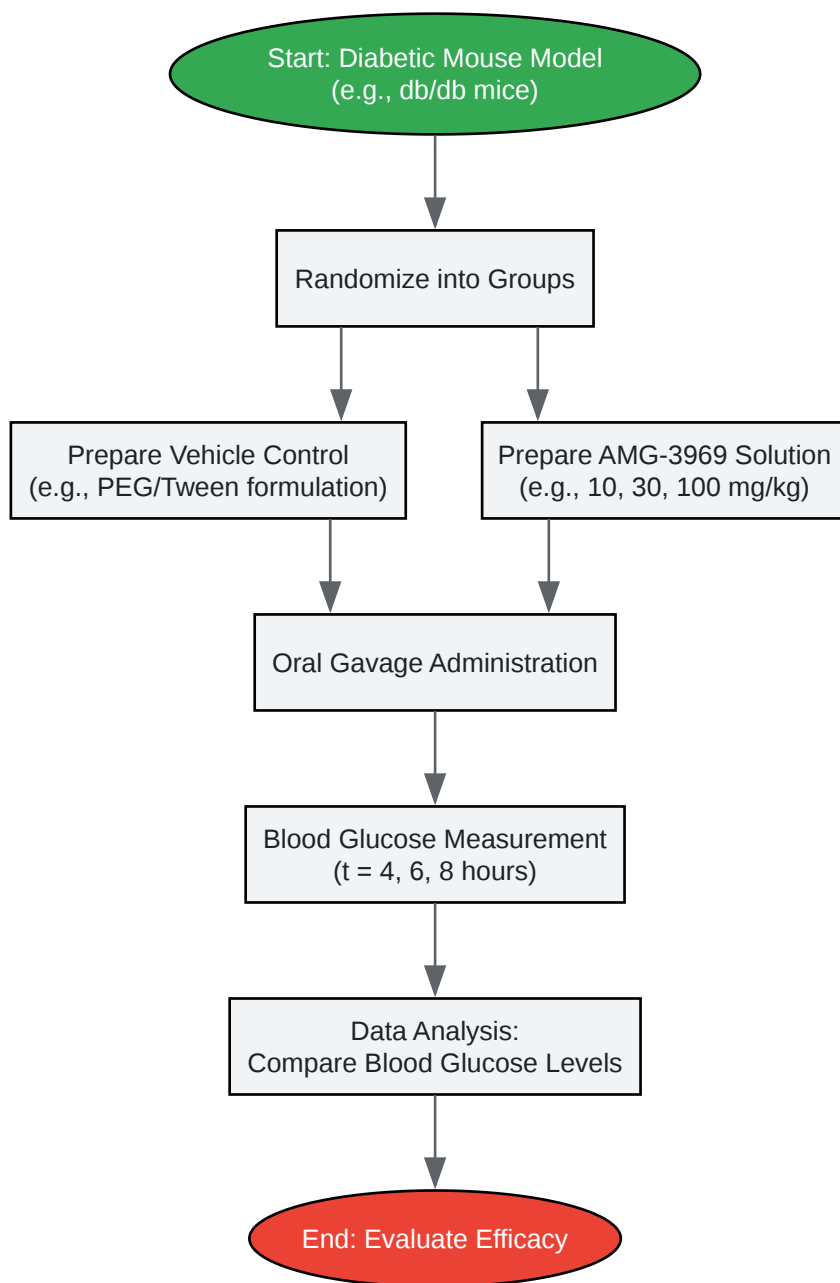 Start: Diabetic Mouse Model
(e.g., db/db mice)
Randomize into Groups
Prepare Vehicle Control
(e.g., PEG/Tween formulation)
Prepare AMG-3969 Solution
(e.g., 10, 30, 100 mg/kg)
Oral Gavage Administration
Blood Glucose Measurement
(t = 4, 6, 8 hours)
Data Analysis:
Compare Blood Glucose Levels
End: Evaluate Efficacy